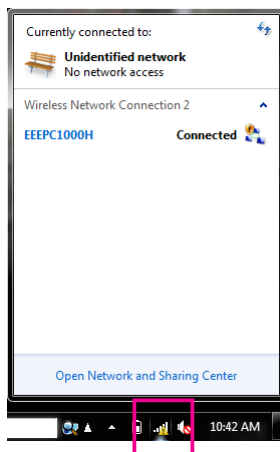 Currently connected to:
Unidentified network
No network access
Wireless Network Connection 2
EEEPC1000H Connected
Open Network and Sharing Center
10:42 AM